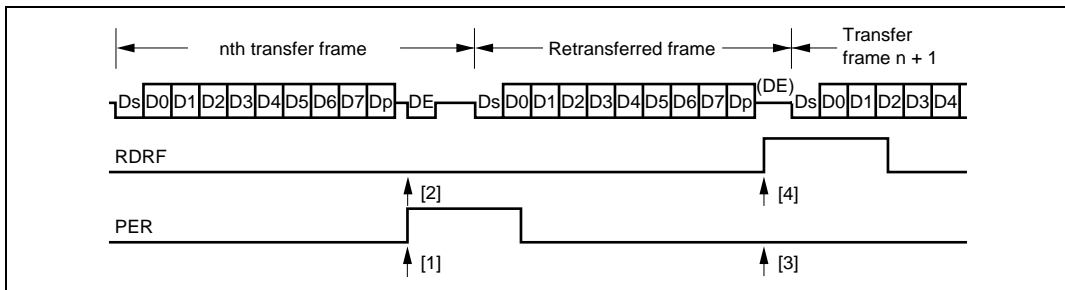 nth transfer frame
Retransferred frame
Transfer
frame n + 1
Ds D0 D1 D2 D3 D4 D5 D6 D7 Dp DE Ds D0 D1 D2 D3 D4 D5 D6 D7 Dp (DE) Ds D0 D1 D2 D3 D4
RDRF
[2] [4]
PER
[1] [3]